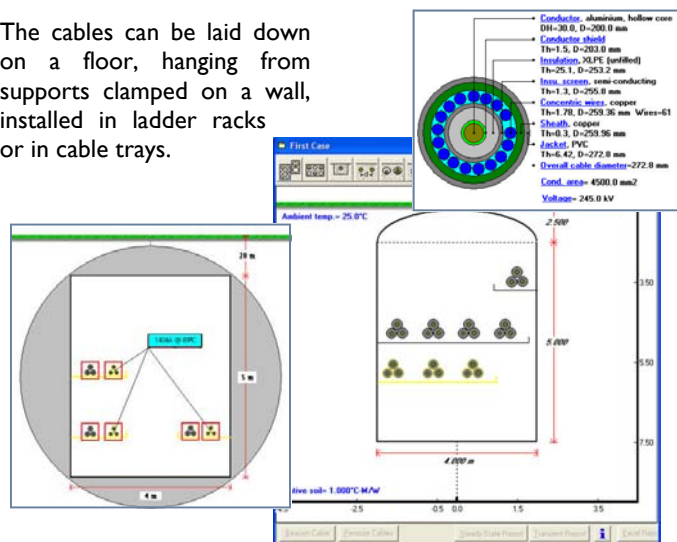 The cables can be laid down
on a floor, hanging from
supports clamped on a wall,
installed in ladder racks
or in cable trays.
Conductor, aluminium, hollow core
DH=30.0, D=200.0 mm
Conductor shield
Th=1.5, D=203.0 mm
Insulation, XLPE (unfilled)
Th=25.1, D=253.2 mm
Insu. screen, semi-conducting
Th=1.3, D=255.8 mm
Concentric wires, copper
Th=1.78, D=259.36 mm Wires=61
Sheath, copper
Th=0.3, D=259.96 mm
Jacket, PVC
Th=6.42, D=272.8 mm
Overall cable diameter=272.8 mm
Cond. area= 4500.0 mm2
Voltage= 245.0 kV
First Case
Ambient temp.= 25.0°C
2.500
3.50
5.000
5.50
7.50
4.000 m
tive soil= 1.000°C-M/W
-2.5
-0.5
0.0
1.5
3.5
Steady State Report
Transient Report
20 m
5 m
4 m